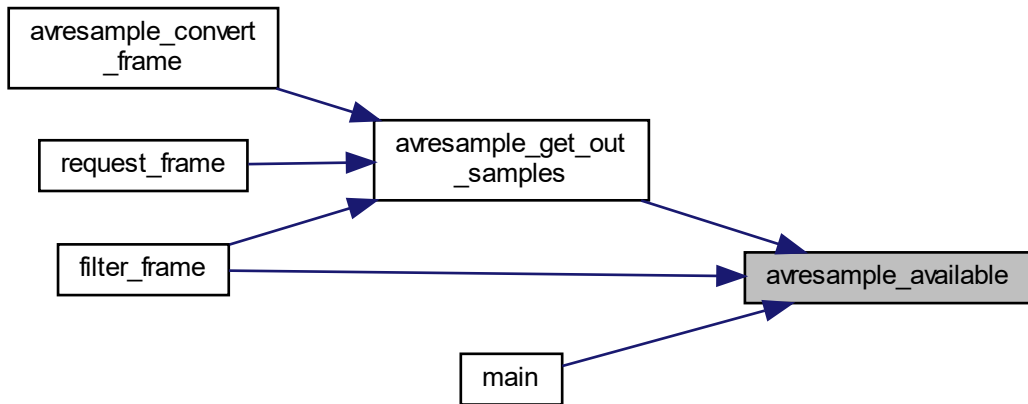 avresample_convert
_frame
request_frame
filter_frame
avresample_get_out
_samples
main
avresample_available